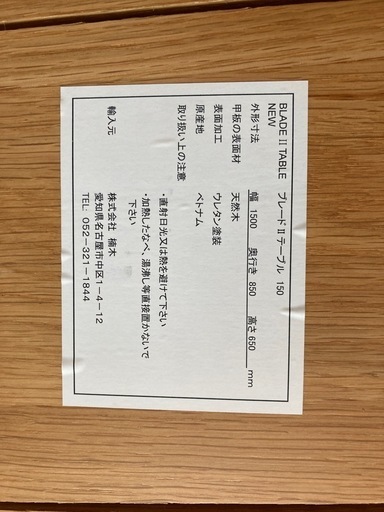 BLADE II TABLE ブレードⅡテーブル 150
NEW
外形寸法 幅 1500 奥行き 850 高さ650 mm
甲板の表面材 天然木
表面加工 ウレタン塗装
原産地 ベトナム
取り扱い上の注意
・直射日光又は熱を避けて下さい
・加熱したなべ、湯沸し等直接置かないで
下さい
輸入元 株式会社 楠木
愛知県名古屋市中区1-4-12
TEL: 052-321-1844